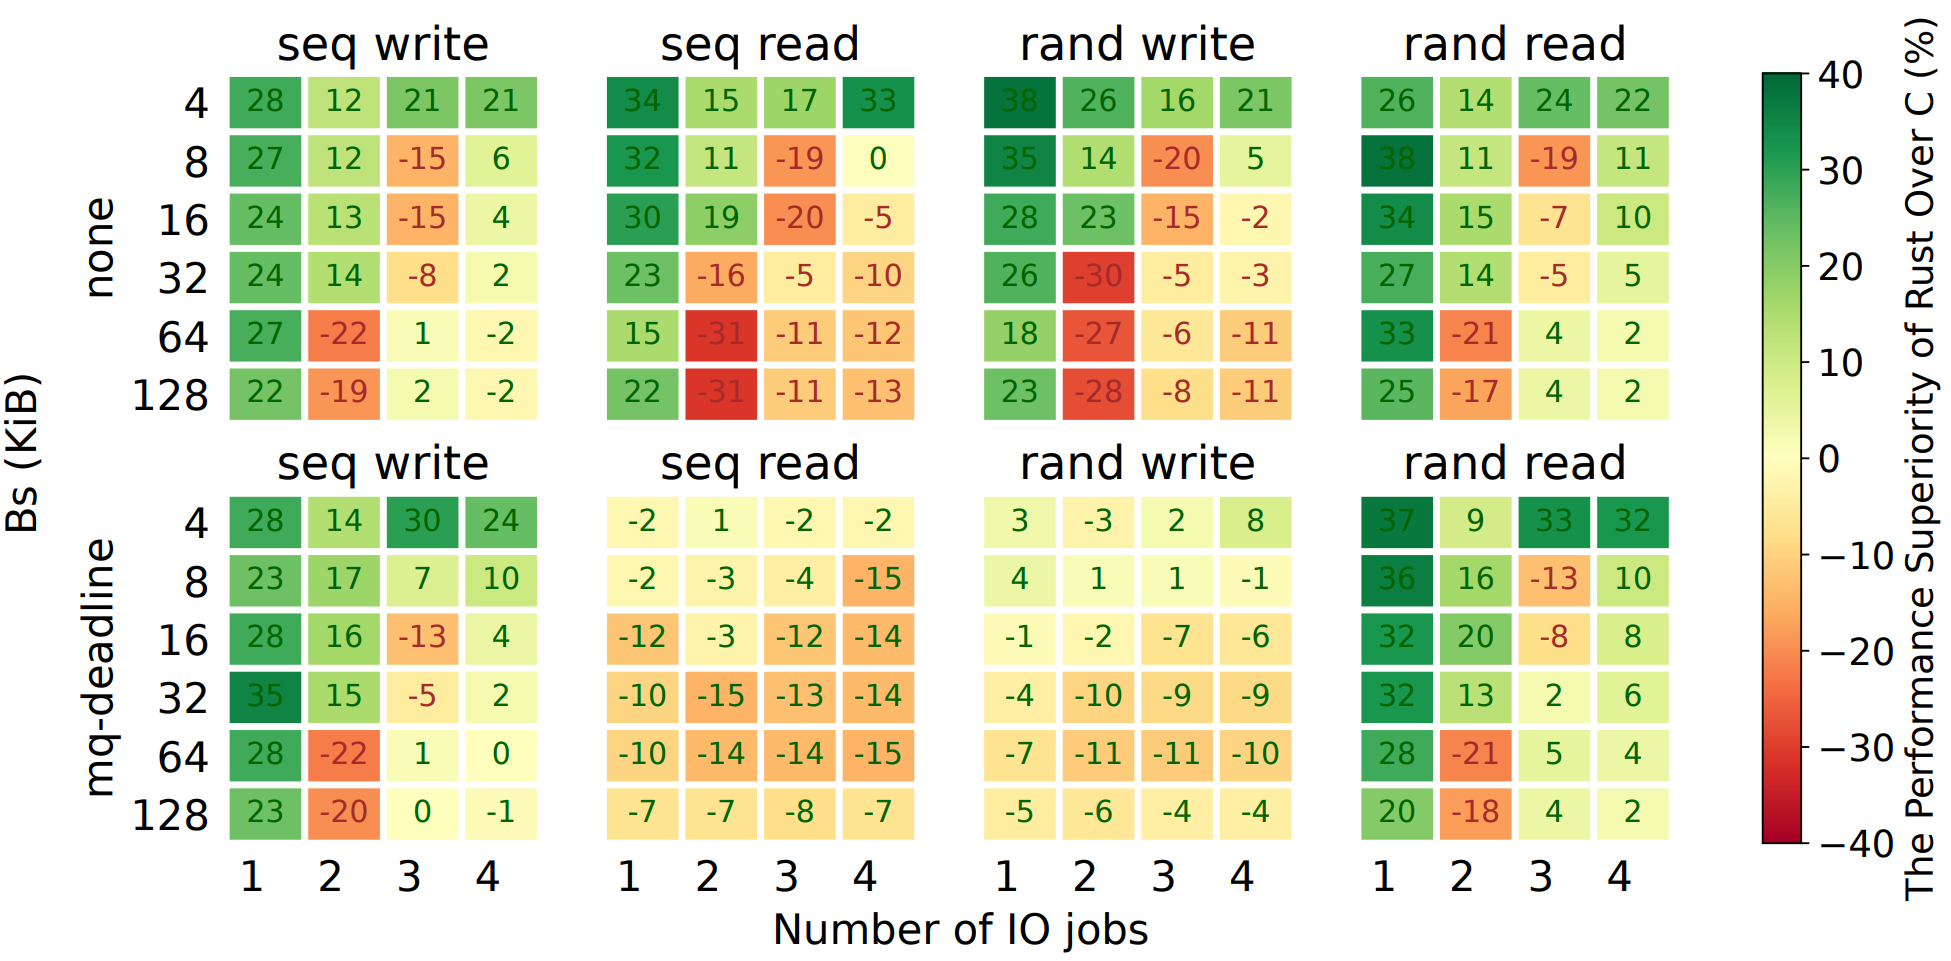 seq write seq read rand write rand read
4 28 12 21 21 34 15 17 33 38 26 16 21 26 14 24 22
8 27 12 -15 6 32 11 -19 0 35 14 -20 5 38 11 -19 11
16 24 13 -15 4 30 19 -20 -5 28 23 -15 -2 34 15 -7 10
32 24 14 -8 2 23 -16 -5 -10 26 -30 -5 -3 27 14 -5 5
64 27 -22 1 -2 15 -31 -11 -12 18 -27 -6 -11 33 -21 4 2
128 22 -19 2 -2 22 -31 -11 -13 23 -28 -8 -11 25 -17 4 2
none
seq write seq read rand write rand read
4 28 14 30 24 -2 1 -2 -2 3 -3 2 8 37 9 33 32
8 23 17 7 10 -2 -3 -4 -15 4 1 1 -1 36 16 -13 10
16 28 16 -13 4 -12 -3 -12 -14 -1 -2 -7 -6 32 20 -8 8
32 35 15 -5 2 -10 -15 -13 -14 -4 -10 -9 -9 32 13 2 6
64 28 -22 1 0 -10 -14 -14 -15 -7 -11 -11 -10 28 -21 5 4
128 23 -20 0 -1 -7 -7 -8 -7 -5 -6 -4 -4 20 -18 4 2
mq-deadline
Bs (KiB)
1 2 3 4 1 2 3 4 1 2 3 4 1 2 3 4
Number of IO jobs
40
30
20
10
0
−10
−20
−30
−40
The Performance Superiority of Rust Over C (%)